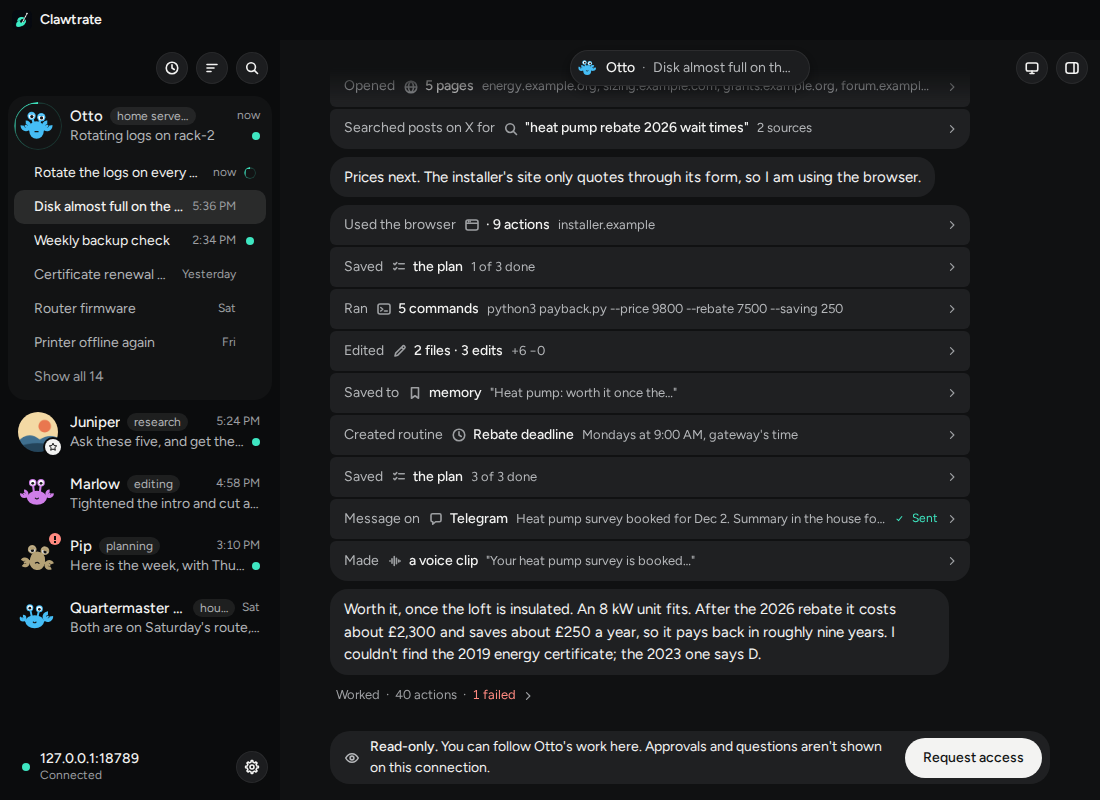 Clawtrate
Otto home serve... now
Rotating logs on rack-2
Rotate the logs on every ... now
Disk almost full on the ... 5:36 PM
Weekly backup check 2:34 PM
Certificate renewal ... Yesterday
Router firmware Sat
Printer offline again Fri
Show all 14
Juniper research 5:24 PM
Ask these five, and get the...
Marlow editing 4:58 PM
Tightened the intro and cut a...
Pip planning 3:10 PM
Here is the week, with Thu...
Quartermaster ... hou... Sat
Both are on Saturday's route,...
127.0.0.1:18789
Connected
Otto · Disk almost full on th...
Opened 5 pages energy.example.org, sizing.example.com, grants.example.org, forum.exampl...
Searched posts on X for "heat pump rebate 2026 wait times" 2 sources
Prices next. The installer's site only quotes through its form, so I am using the browser.
Used the browser · 9 actions installer.example
Saved the plan 1 of 3 done
Ran 5 commands python3 payback.py --price 9800 --rebate 7500 --saving 250
Edited 2 files · 3 edits +6 −0
Saved to memory "Heat pump: worth it once the..."
Created routine Rebate deadline Mondays at 9:00 AM, gateway's time
Saved the plan 3 of 3 done
Message on Telegram Heat pump survey booked for Dec 2. Summary in the house fo... ✓ Sent
Made a voice clip "Your heat pump survey is booked..."
Worth it, once the loft is insulated. An 8 kW unit fits. After the 2026 rebate it costs
about £2,300 and saves about £250 a year, so it pays back in roughly nine years. I
couldn't find the 2019 energy certificate; the 2023 one says D.
Worked · 40 actions · 1 failed
Read-only. You can follow Otto's work here. Approvals and questions aren't shown
on this connection.
Request access